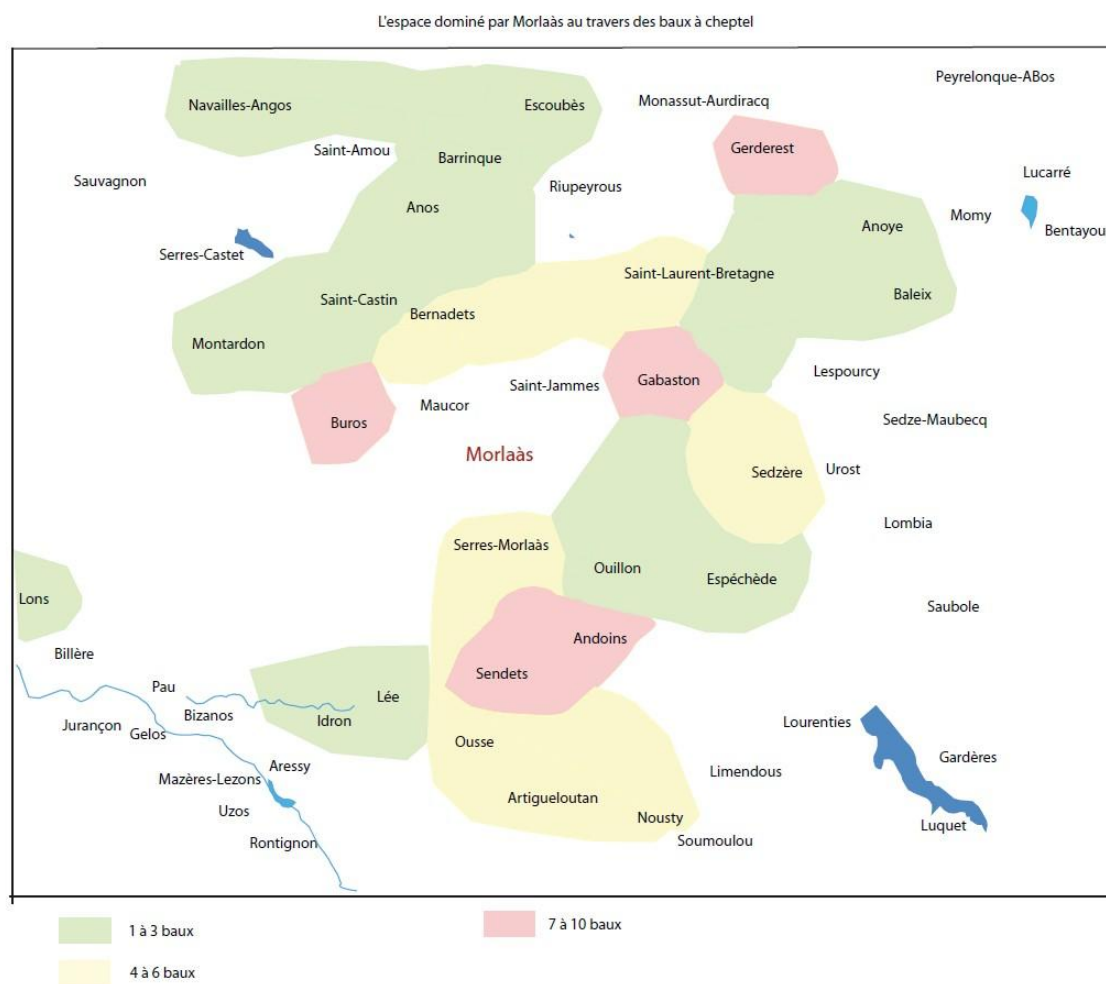 L'espace dominé par Morlaàs au travers des baux à cheptel
Peyrelonque-ABos
Navailles-Angos
Escoubès
Monassut-Aurdiracq
Saint-Amou
Barrinque
Gerderest
Sauvagnon
Riupeyrous
Lucarré
Anos
Anoye
Momy
Bentayou
Serres-Castet
Saint-Laurent-Bretagne
Saint-Castin
Bernadets
Baleix
Montardon
Lespourcy
Saint-Jammes
Gabaston
Maucor
Buros
Sedze-Maubecq
Morlaàs
Sedzère
Urost
Lombia
Serres-Morlaàs
Ouillon
Espéchède
Lons
Saubole
Andoins
Billère
Sendets
Pau
Lée
Bizanos
Idron
Jurançon
Gelos
Lourenties
Ousse
Aressy
Limendous
Gardères
Mazères-Lezons
Artigueloutan
Uzos
Nousty
Luquet
Rontignon
Soumoulou
1 à 3 baux
7 à 10 baux
4 à 6 baux